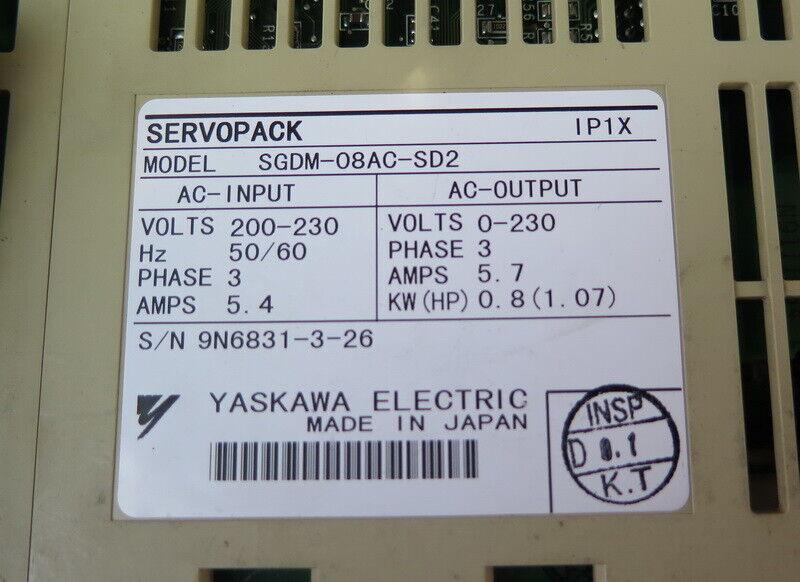 SERVOPACK IP1X
MODEL SGDM-08AC-SD2
AC-INPUT AC-OUTPUT
VOLTS 200-230 VOLTS 0-230
Hz 50/60 PHASE 3
PHASE 3 AMPS 5.7
AMPS 5.4 KW(HP) 0.8(1.07)
S/N 9N6831-3-26
YASKAWA ELECTRIC
MADE IN JAPAN
INSP
D 0.1
K.T